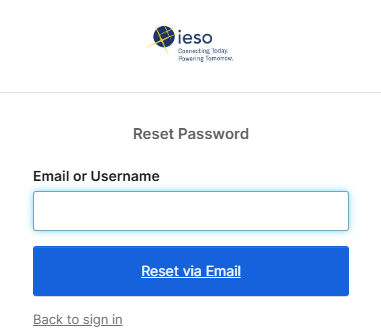 ieso
Connecting Today.
Powering Tomorrow.
Reset Password
Email or Username
Reset via Email
Back to sign in